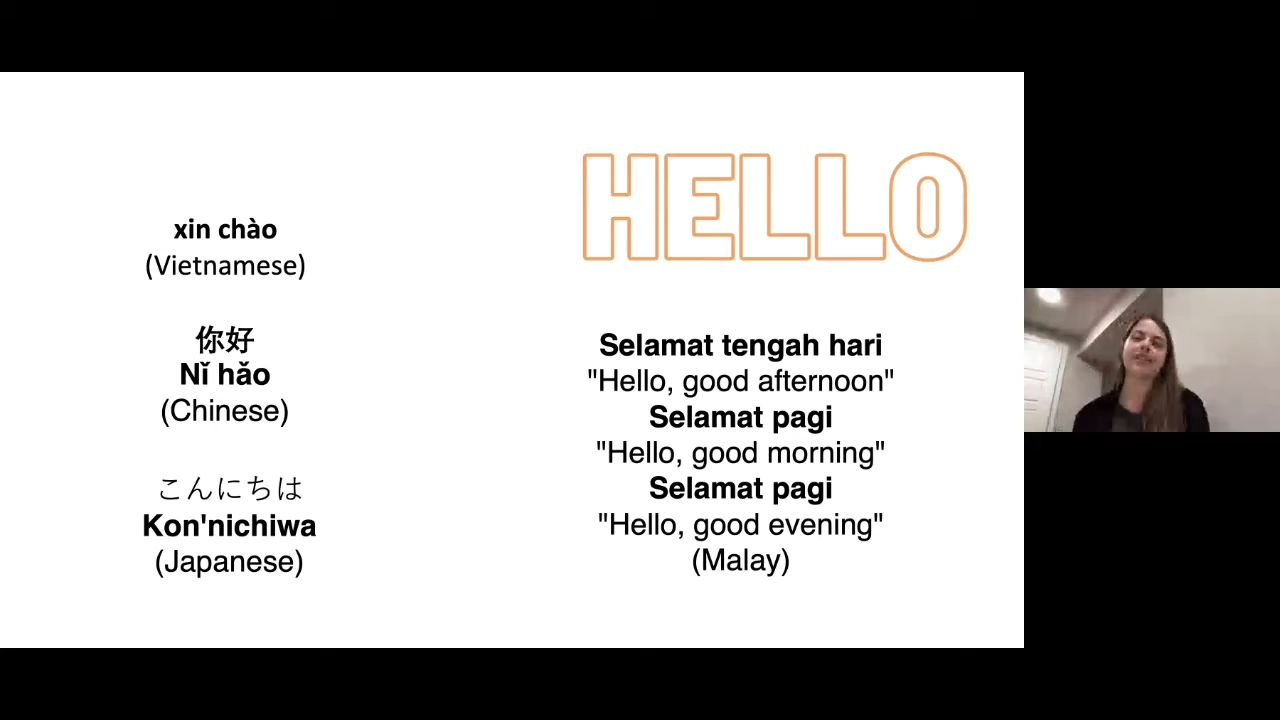 HELLO
xin chào
(Vietnamese)
你好
Nǐ hǎo
(Chinese)
こんにちは
Kon'nichiwa
(Japanese)
Selamat tengah hari
"Hello, good afternoon"
Selamat pagi
"Hello, good morning"
Selamat pagi
"Hello, good evening"
(Malay)